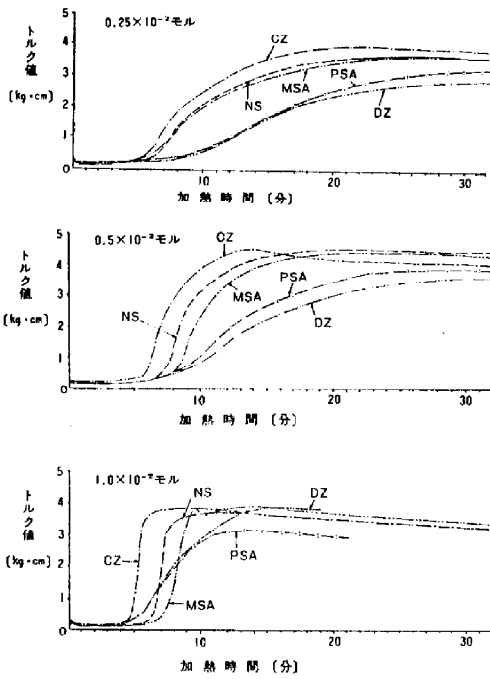 0.25×10⁻²モル
トルク値
[kg・cm]
5
4
3
2
1
0
CZ
NS
MSA
PSA
DZ
10
20
30
加熱時間 〔分〕
0.5×10⁻²モル
トルク値
[kg・cm]
5
4
3
2
1
0
CZ
NS
MSA
PSA
DZ
10
20
30
加熱時間 〔分〕
1.0×10⁻²モル
トルク値
[kg・cm]
5
4
3
2
1
0
CZ
NS
MSA
PSA
DZ
10
20
30
加熱時間 〔分〕